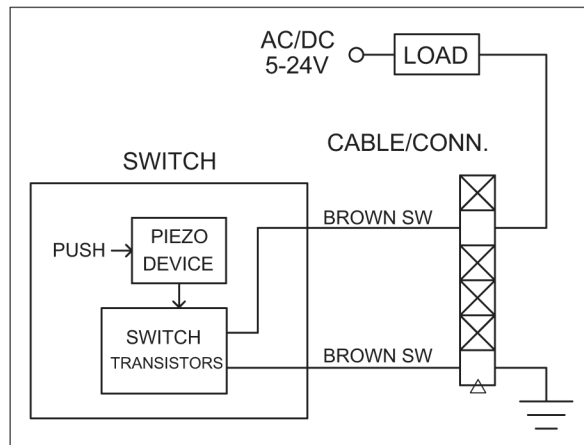 AC/DC
5-24V
LOAD
CABLE/CONN.
SWITCH
BROWN SW
PUSH
PIEZO
DEVICE
SWITCH
TRANSISTORS
BROWN SW